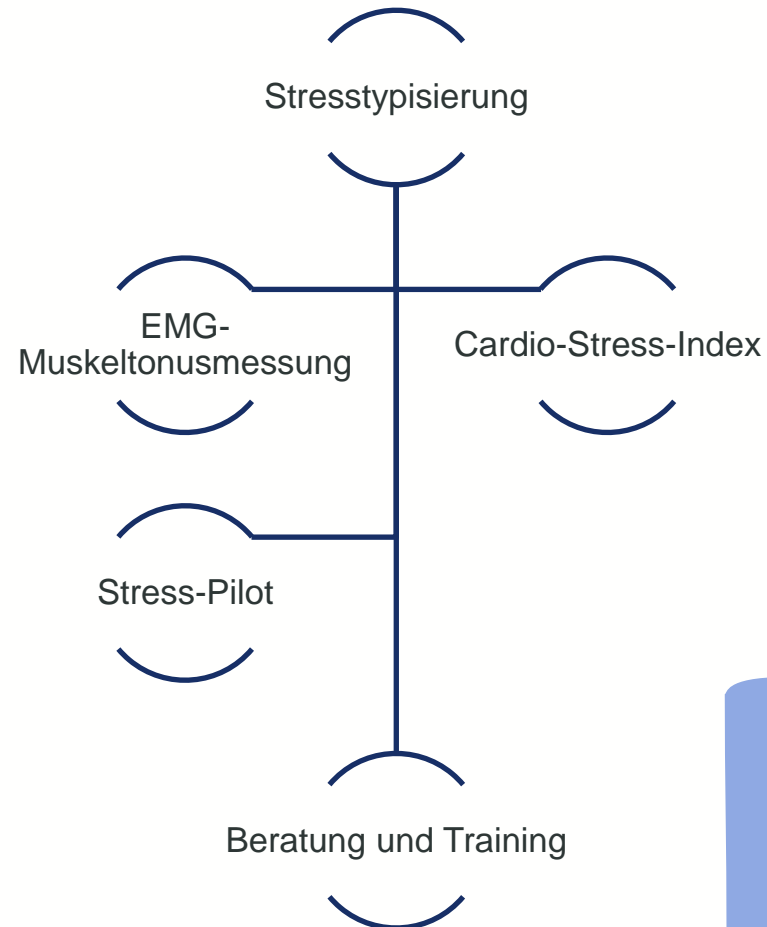 Stresstypisierung
EMG-
Muskeltonusmessung
Cardio-Stress-Index
Stress-Pilot
Beratung und Training